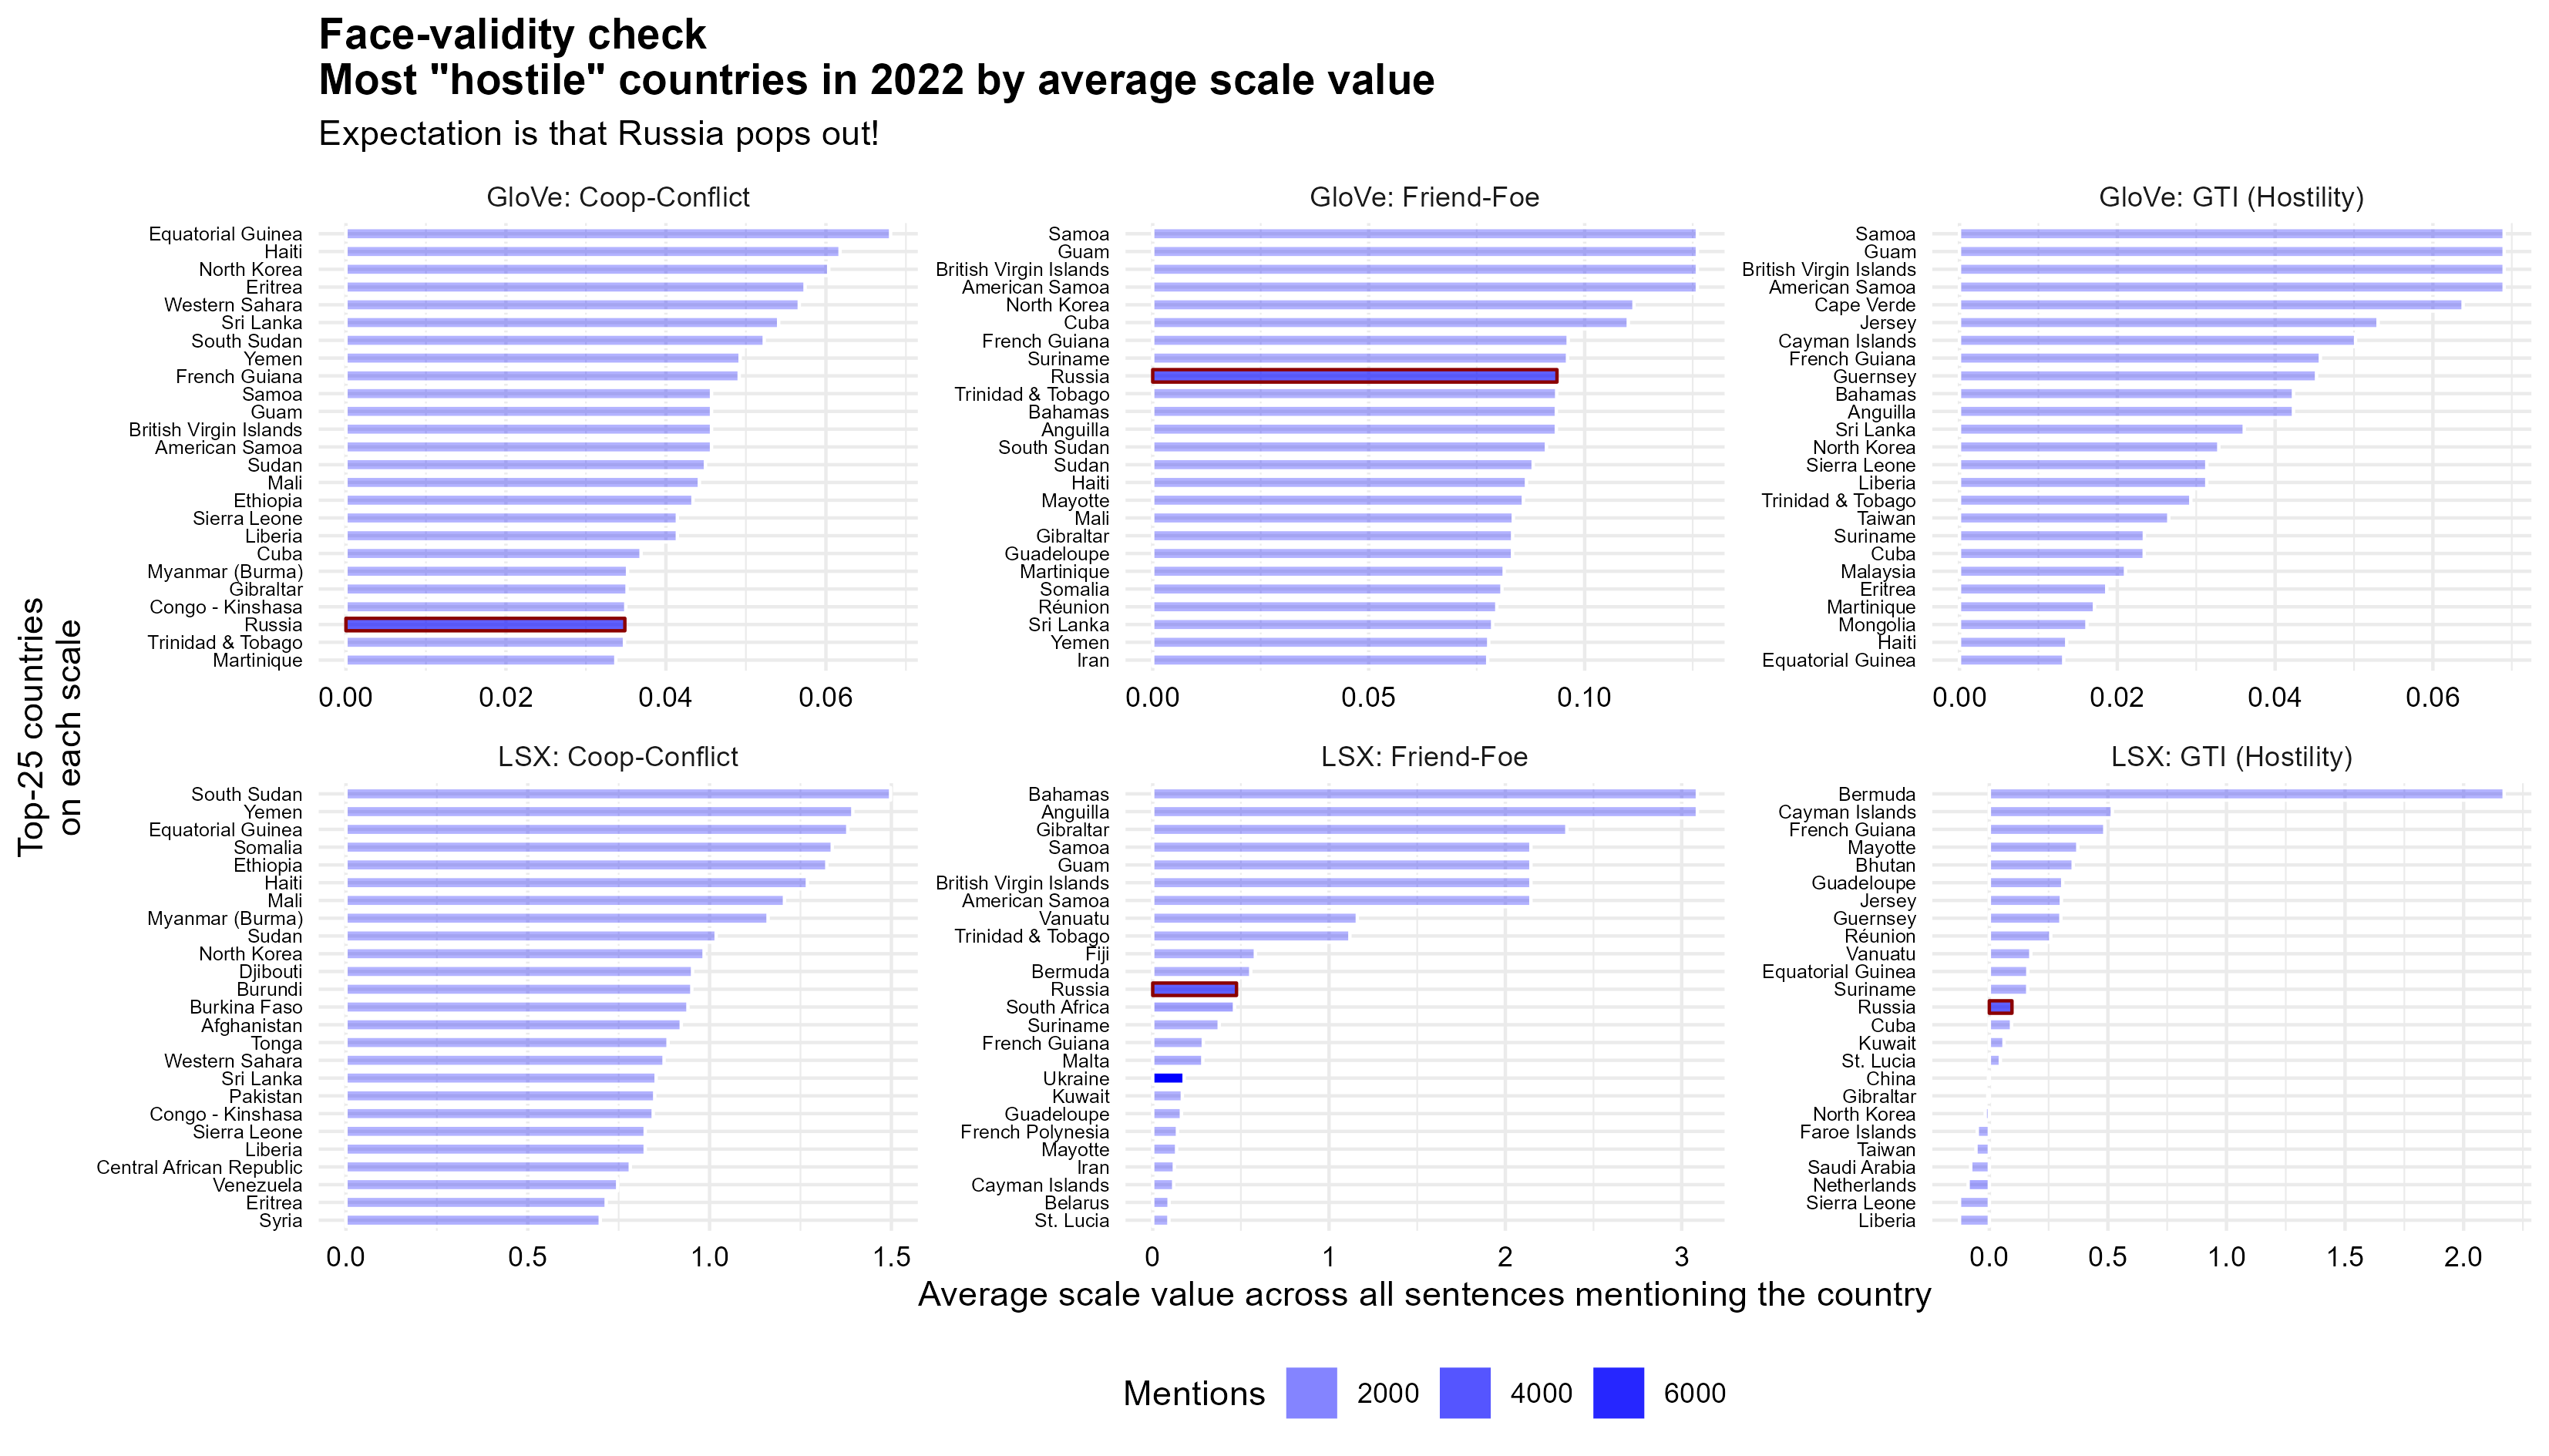 Face-validity check
Most "hostile" countries in 2022 by average scale value
Expectation is that Russia pops out!
Top-25 countries
on each scale
GloVe: Coop-Conflict
Equatorial Guinea
Haiti
North Korea
Eritrea
Western Sahara
Sri Lanka
South Sudan
Yemen
French Guiana
Samoa
Guam
British Virgin Islands
American Samoa
Sudan
Mali
Ethiopia
Sierra Leone
Liberia
Cuba
Myanmar (Burma)
Gibraltar
Congo - Kinshasa
Russia
Trinidad & Tobago
Martinique
0.00 0.02 0.04 0.06
GloVe: Friend-Foe
Samoa
Guam
British Virgin Islands
American Samoa
North Korea
Cuba
French Guiana
Suriname
Russia
Trinidad & Tobago
Bahamas
Anguilla
South Sudan
Sudan
Haiti
Mayotte
Mali
Gibraltar
Guadeloupe
Martinique
Somalia
Réunion
Sri Lanka
Yemen
Iran
0.00 0.05 0.10
GloVe: GTI (Hostility)
Samoa
Guam
British Virgin Islands
American Samoa
Cape Verde
Jersey
Cayman Islands
French Guiana
Guernsey
Bahamas
Anguilla
Sri Lanka
North Korea
Sierra Leone
Liberia
Trinidad & Tobago
Taiwan
Suriname
Cuba
Malaysia
Eritrea
Martinique
Mongolia
Haiti
Equatorial Guinea
0.00 0.02 0.04 0.06
LSX: Coop-Conflict
South Sudan
Yemen
Equatorial Guinea
Somalia
Ethiopia
Haiti
Mali
Myanmar (Burma)
Sudan
North Korea
Djibouti
Burundi
Burkina Faso
Afghanistan
Tonga
Western Sahara
Sri Lanka
Pakistan
Congo - Kinshasa
Sierra Leone
Liberia
Central African Republic
Venezuela
Eritrea
Syria
0.0 0.5 1.0 1.5
LSX: Friend-Foe
Bahamas
Anguilla
Gibraltar
Samoa
Guam
British Virgin Islands
American Samoa
Vanuatu
Trinidad & Tobago
Fiji
Bermuda
Russia
South Africa
Suriname
French Guiana
Malta
Ukraine
Kuwait
Guadeloupe
French Polynesia
Mayotte
Iran
Cayman Islands
Belarus
St. Lucia
0 1 2 3
LSX: GTI (Hostility)
Bermuda
Cayman Islands
French Guiana
Mayotte
Bhutan
Guadeloupe
Jersey
Guernsey
Réunion
Vanuatu
Equatorial Guinea
Suriname
Russia
Cuba
Kuwait
St. Lucia
China
Gibraltar
North Korea
Faroe Islands
Taiwan
Saudi Arabia
Netherlands
Sierra Leone
Liberia
0.0 0.5 1.0 1.5 2.0
Average scale value across all sentences mentioning the country
Mentions 2000 4000 6000